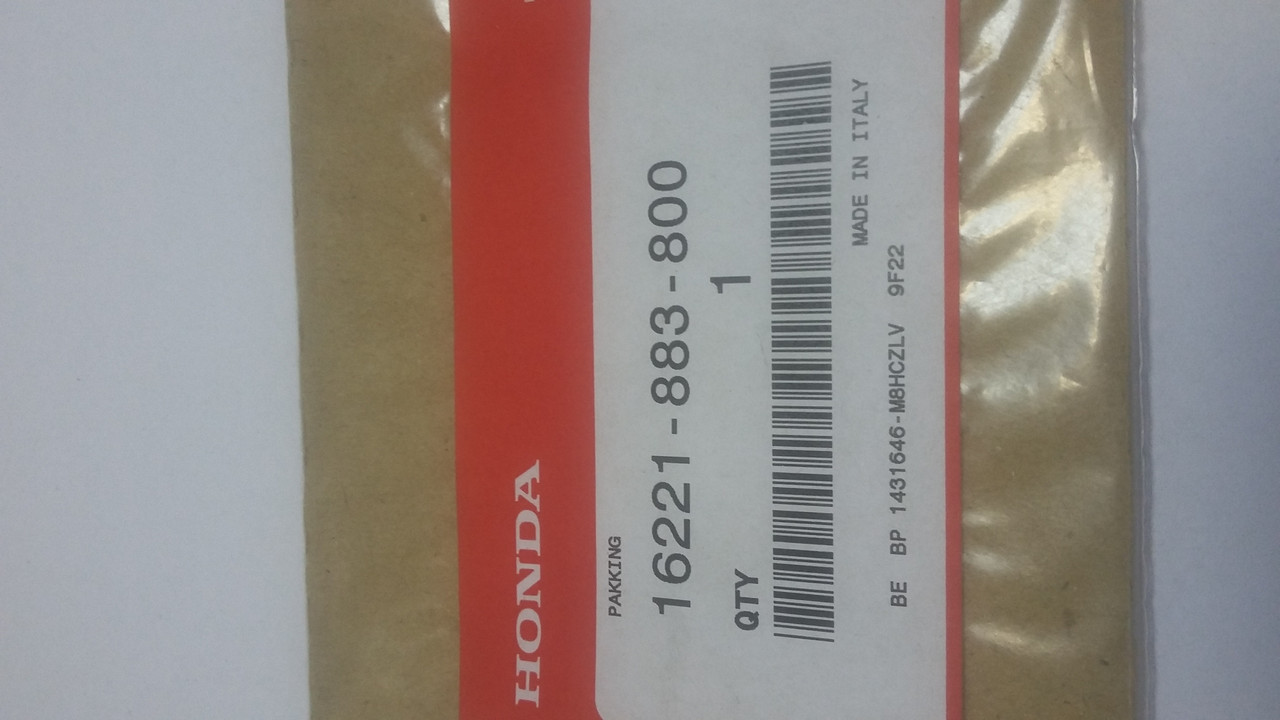 HONDA
PAKKING
16221-883-800
QTY 1
MADE IN ITALY
BE BP 1431646-M8HCZLV 9F22